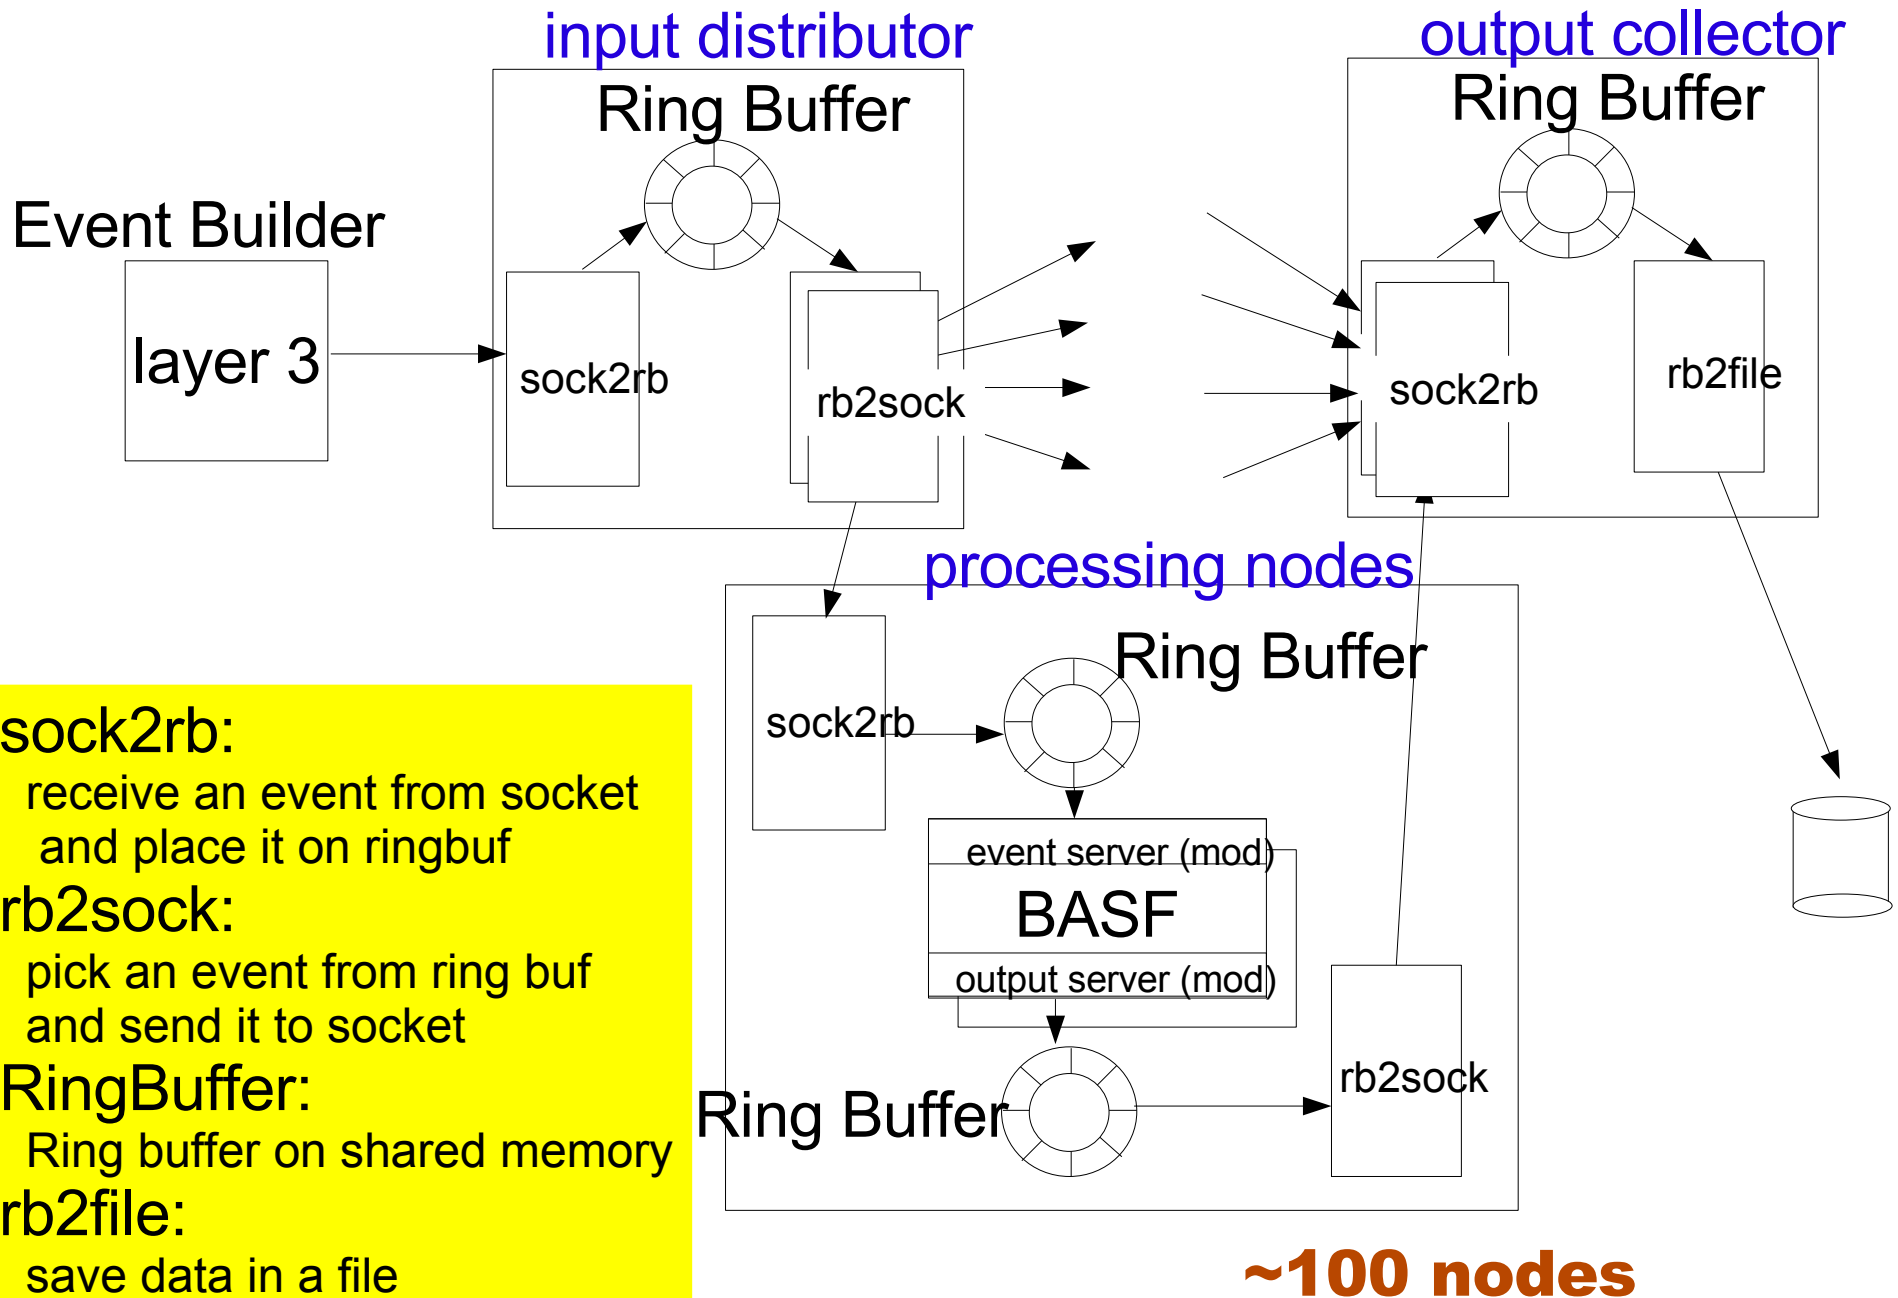 input distributor
output collector
Ring Buffer
Ring Buffer
Event Builder
layer 3
sock2rb
rb2sock
sock2rb
rb2file
processing nodes
Ring Buffer
sock2rb
event server (mod)
BASF
output server (mod)
Ring Buffer
rb2sock
sock2rb:
receive an event from socket
and place it on ringbuf
rb2sock:
pick an event from ring buf
and send it to socket
RingBuffer:
Ring buffer on shared memory
rb2file:
save data in a file
~100 nodes